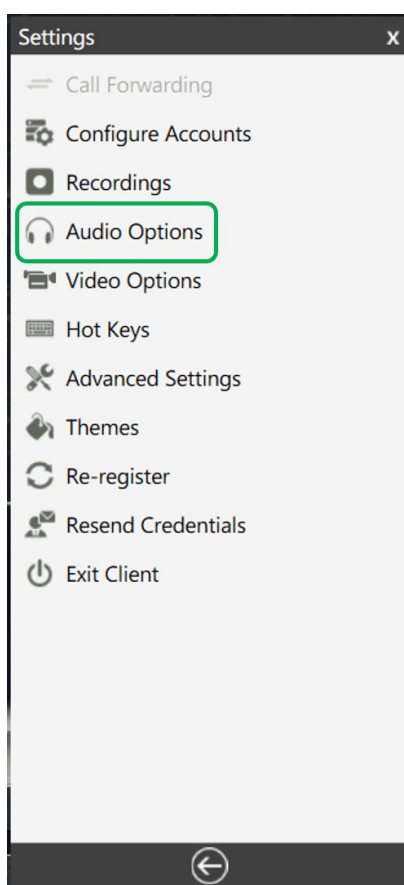 Settings x
Call Forwarding
Configure Accounts
Recordings
Audio Options
Video Options
Hot Keys
Advanced Settings
Themes
Re-register
Resend Credentials
Exit Client